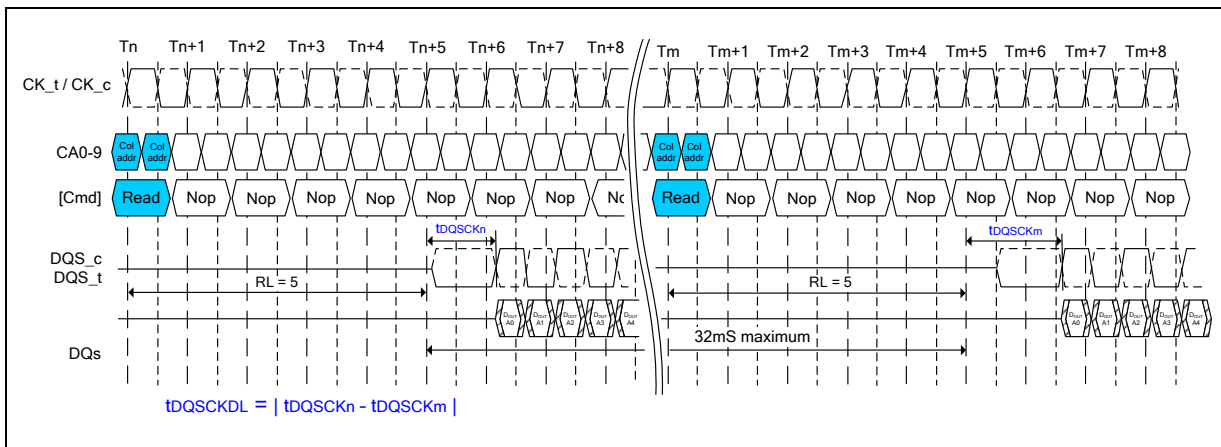 Tn Tn+1 Tn+2 Tn+3 Tn+4 Tn+5 Tn+6 Tn+7 Tn+8 Tm Tm+1 Tm+2 Tm+3 Tm+4 Tm+5 Tm+6 Tm+7 Tm+8
CK_t / CK_c
CA0-9 Col addr Col addr Col addr Col addr
[Cmd] Read Nop Nop Nop Nop Nop Nop Nop Nc Read Nop Nop Nop Nop Nop Nop Nop Nop
tDQSCKn tDQSCKm
DQS_c
DQS_t
RL = 5 RL = 5
DOUT A0 DOUT A1 DOUT A2 DOUT A3 DOUT A4 DOUT A0 DOUT A1 DOUT A2 DOUT A3 DOUT A4
32mS maximum
DQs
tDQSCKDL = | tDQSCKn - tDQSCKm |